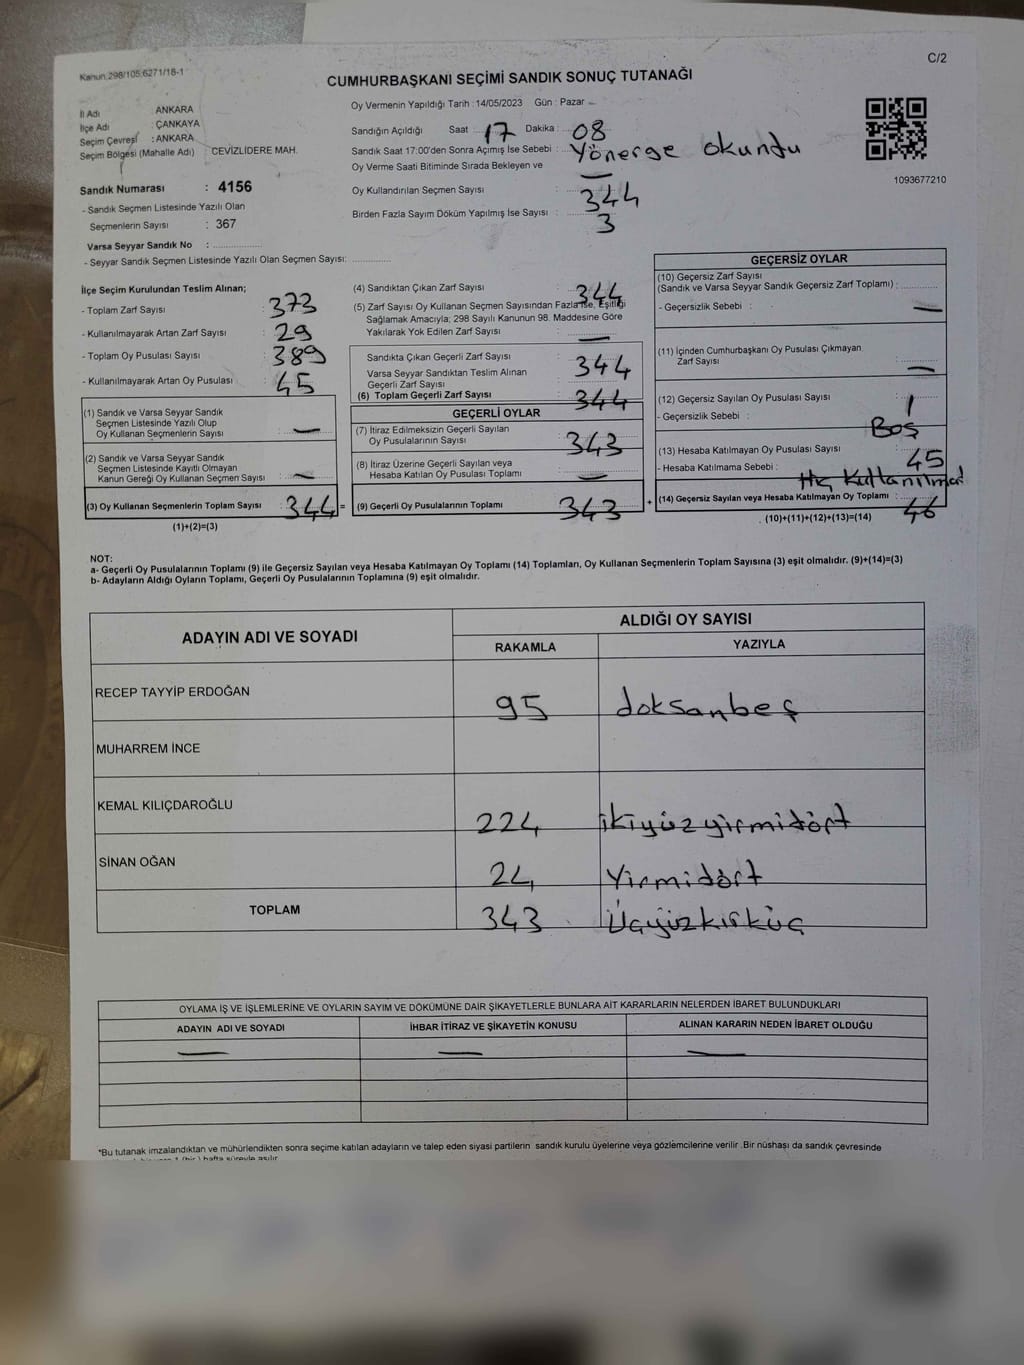 Kanun 298/105,6271/18-1
C/2
CUMHURBAŞKANI SEÇİMİ SANDIK SONUÇ TUTANAĞI
İl Adı ANKARA
İlçe Adı : ÇANKAYA
Seçim Çevresi : ANKARA
Seçim Bölgesi (Mahalle Adı) CEVİZLİDERE MAH.
Sandık Numarası : 4156
- Sandık Seçmen Listesinde Yazılı Olan
Seçmenlerin Sayısı : 367
Varsa Seyyar Sandık No : ................
- Seyyar Sandık Seçmen Listesinde Yazılı Olan Seçmen Sayısı: ............
Oy Vermenin Yapıldığı Tarih : 14/05/2023 Gün : Pazar
Sandığın Açıldığı Saat : 17 Dakika : 08
Sandık Saat 17:00'den Sonra Açımış İse Sebebi : Yönerge okundu
Oy Verme Saati Bitiminde Sırada Bekleyen ve
Oy Kullandırılan Seçmen Sayısı : —
Birden Fazla Sayım Döküm Yapılmış İse Sayısı : 344
3
1093677210
İlçe Seçim Kurulundan Teslim Alınan;
- Toplam Zarf Sayısı : 373
- Kullanılmayarak Artan Zarf Sayısı : 29
- Toplam Oy Pusulası Sayısı : 389
- Kullanılmayarak Artan Oy Pusulası : 45
(1) Sandık ve Varsa Seyyar Sandık
Seçmen Listesinde Yazılı Olup
Oy Kullanan Seçmenlerin Sayısı : —
(2) Sandık ve Varsa Seyyar Sandık
Seçmen Listesinde Kayıtlı Olmayan
Kanun Gereği Oy Kullanan Seçmen Sayısı : —
(3) Oy Kullanan Seçmenlerin Toplam Sayısı : 344 =
(1)+(2)=(3)
(4) Sandıktan Çıkan Zarf Sayısı : 344
(5) Zarf Sayısı Oy Kullanan Seçmen Sayısından Fazla İse, Eşitliği
Sağlamak Amacıyla; 298 Sayılı Kanunun 98. Maddesine Göre
Yakılarak Yok Edilen Zarf Sayısı : —
Sandıkta Çıkan Geçerli Zarf Sayısı : 344
Varsa Seyyar Sandıktan Teslim Alınan
Geçerli Zarf Sayısı
(6) Toplam Geçerli Zarf Sayısı : 344
GEÇERLİ OYLAR
(7) İtiraz Edilmeksizin Geçerli Sayılan
Oy Pusulalarının Sayısı : 343
(8) İtiraz Üzerine Geçerli Sayılan veya
Hesaba Katılan Oy Pusulası Toplamı : —
(9) Geçerli Oy Pusulalarının Toplamı : 343 +
GEÇERSİZ OYLAR
(10) Geçersiz Zarf Sayısı
(Sandık ve Varsa Seyyar Sandık Geçersiz Zarf Toplamı) :
- Geçersizlik Sebebi : —
(11) İçinden Cumhurbaşkanı Oy Pusulası Çıkmayan
Zarf Sayısı : —
(12) Geçersiz Sayılan Oy Pusulası Sayısı : 1
- Geçersizlik Sebebi : Boş
(13) Hesaba Katılmayan Oy Pusulası Sayısı : 45
- Hesaba Katılmama Sebebi : Hiç Kullanılmadı
(14) Geçersiz Sayılan veya Hesaba Katılmayan Oy Toplamı : 46
(10)+(11)+(12)+(13)=(14)
NOT:
a- Geçerli Oy Pusulalarının Toplamı (9) ile Geçersiz Sayılan veya Hesaba Katılmayan Oy Toplamı (14) Toplamları, Oy Kullanan Seçmenlerin Toplam Sayısına (3) eşit olmalıdır. (9)+(14)=(3)
b- Adayların Aldığı Oyların Toplamı, Geçerli Oy Pusulalarının Toplamına (9) eşit olmalıdır.
ADAYIN ADI VE SOYADI ALDIĞI OY SAYISI
RAKAMLA YAZIYLA
RECEP TAYYİP ERDOĞAN 95 doksanbeş
MUHARREM İNCE
KEMAL KILIÇDAROĞLU 224 ikiyüzyirmidört
SİNAN OĞAN 24 Yirmidört
TOPLAM 343 Üçyüzkırküç
OYLAMA İŞ VE İŞLEMLERİNE VE OYLARIN SAYIM VE DÖKÜMÜNE DAİR ŞİKAYETLERLE BUNLARA AİT KARARLARIN NELERDEN İBARET BULUNDUKLARI
ADAYIN ADI VE SOYADI İHBAR İTİRAZ VE ŞİKAYETİN KONUSU ALINAN KARARIN NEDEN İBARET OLDUĞU
— — —
*Bu tutanak imzalandıktan ve mühürlendikten sonra seçime katılan adayların ve talep eden siyasi partilerin sandık kurulu üyelerine veya gözlemcilerine verilir .Bir nüshası da sandık çevresinde